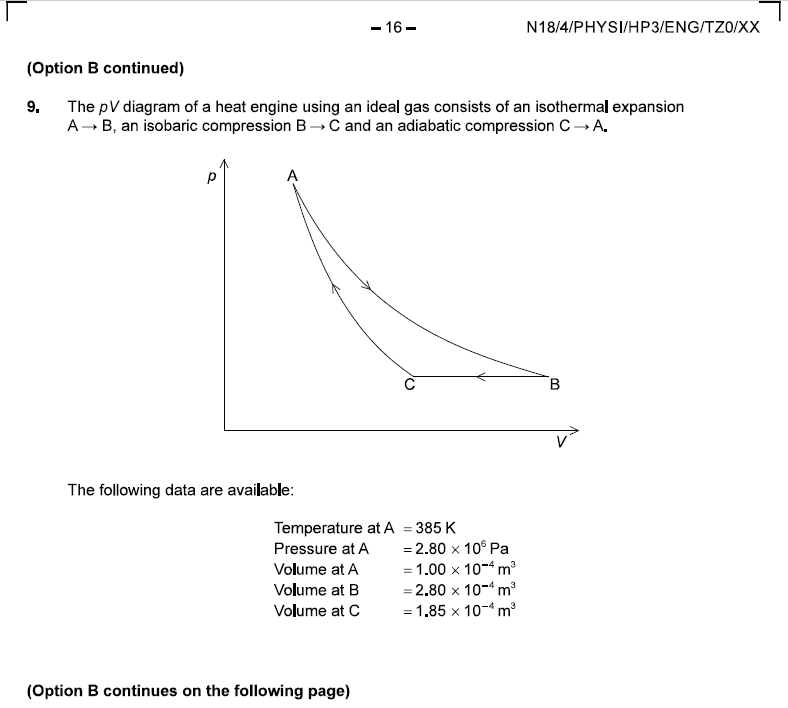 – 16 –
N18/4/PHYSI/HP3/ENG/TZ0/XX
(Option B continued)
9. The pV diagram of a heat engine using an ideal gas consists of an isothermal expansion
A → B, an isobaric compression B → C and an adiabatic compression C → A.
p
A
C
B
V
The following data are available:
Temperature at A = 385 K
Pressure at A = 2.80 × 10⁶ Pa
Volume at A = 1.00 × 10⁻⁴ m³
Volume at B = 2.80 × 10⁻⁴ m³
Volume at C = 1.85 × 10⁻⁴ m³
(Option B continues on the following page)